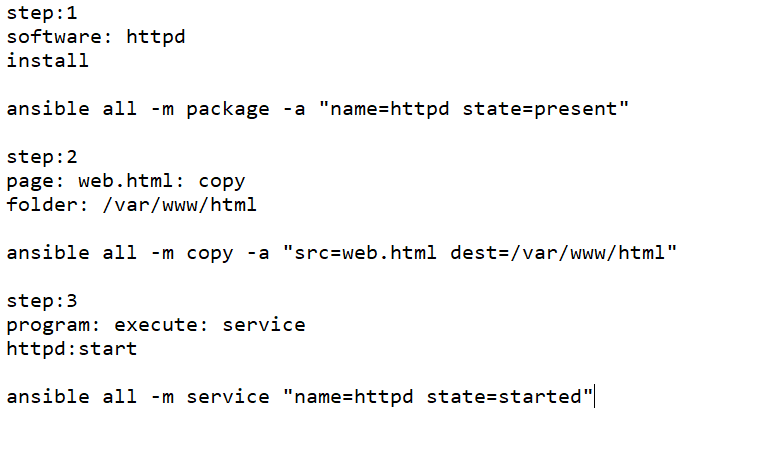 step:1
software: httpd
install
ansible all -m package -a "name=httpd state=present"
step:2
page: web.html: copy
folder: /var/www/html
ansible all -m copy -a "src=web.html dest=/var/www/html"
step:3
program: execute: service
httpd:start
ansible all -m service "name=httpd state=started"